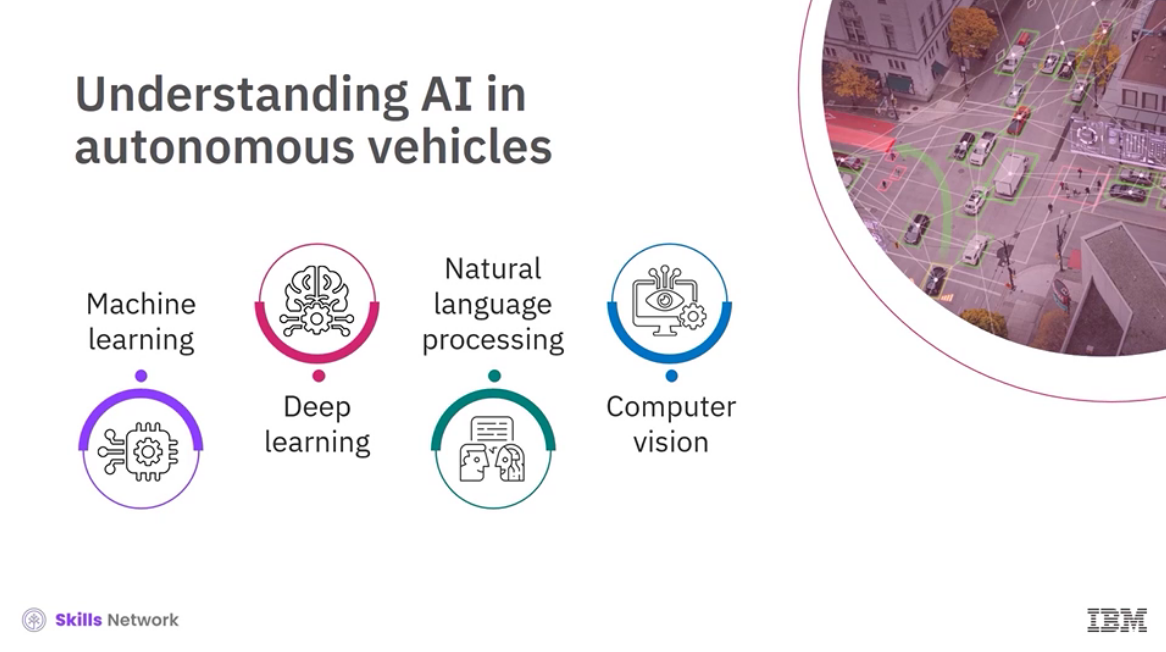 Understanding AI in
autonomous vehicles
Machine
learning
Deep
learning
Natural
language
processing
Computer
vision
Skills Network
IBM